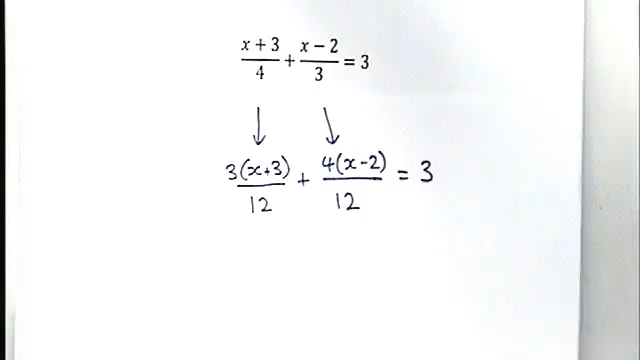 (x + 3)/4 + (x − 2)/3 = 3
3(x+3)/12 + 4(x−2)/12 = 3